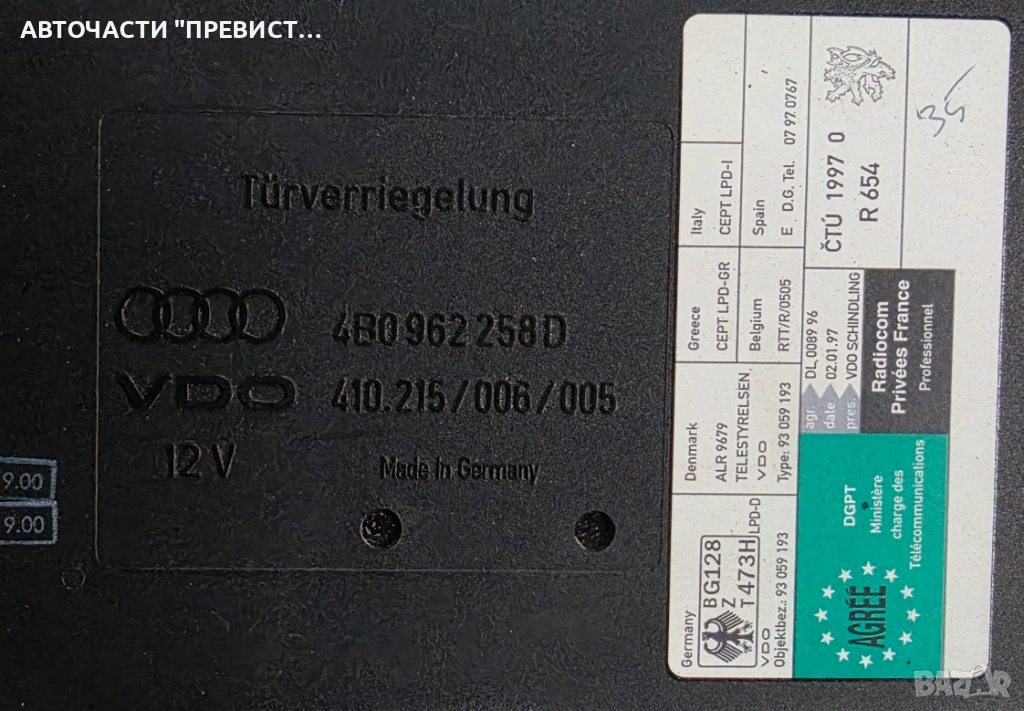 АВТОЧАСТИ "ПРЕВИСТ...
Türverriegelung
4B0 962 258 D
VDO 410.215/006/005
12 V
Made In Germany
9.00
9.00
Germany
BG128
Z
T473H
LPD-D
VDO
Objektbez.: 93 059 193
Denmark
ALR 9679
TELESTYRELSEN.
VDO
Type: 93 059 193
Greece
CEPT LPD-GR
Belgium
RTT/R/0505
Italy
CEPT LPD-I
Spain
E D.G. Tel. 07 97 0767
ČTÚ 1997 0
R 654
35
agr. DL 0089 96
date 02.01.97
pres. VDO SCHINDLING
Radiocom
Privées France
Professionnel
AGRÉÉ
DGPT
Ministère
charge des
Télécommunications
BAZAR